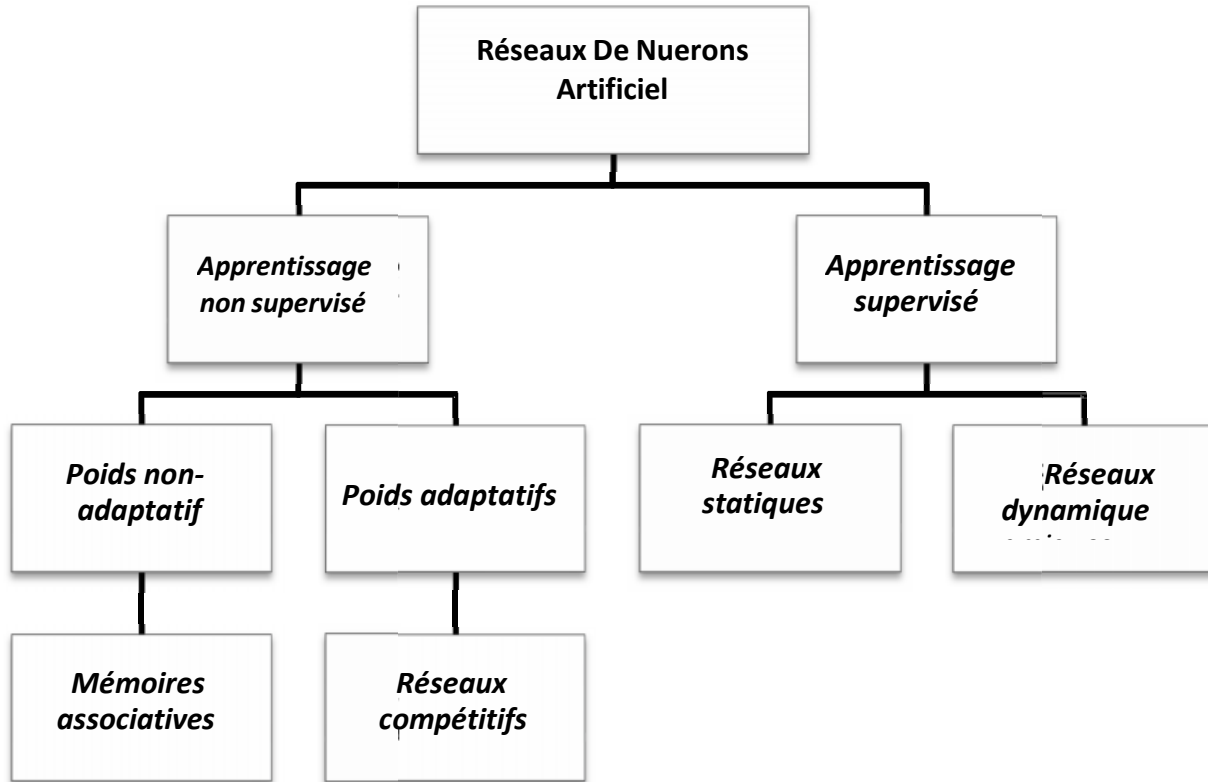 Réseaux De Nuerons
Artificiel
Apprentissage
non supervisé
Apprentissage
supervisé
Poids non-
adaptatif
Poids adaptatifs
Réseaux
statiques
Réseaux
dynamique
Mémoires
associatives
Réseaux
compétitifs